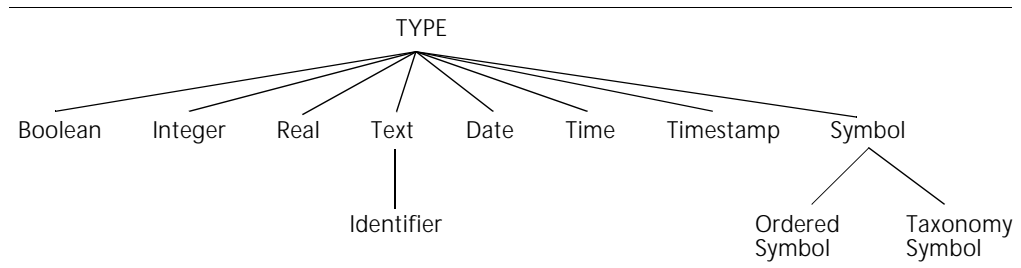 TYPE
Boolean Integer Real Text Date Time Timestamp Symbol
Identifier
Ordered Symbol
Taxonomy Symbol